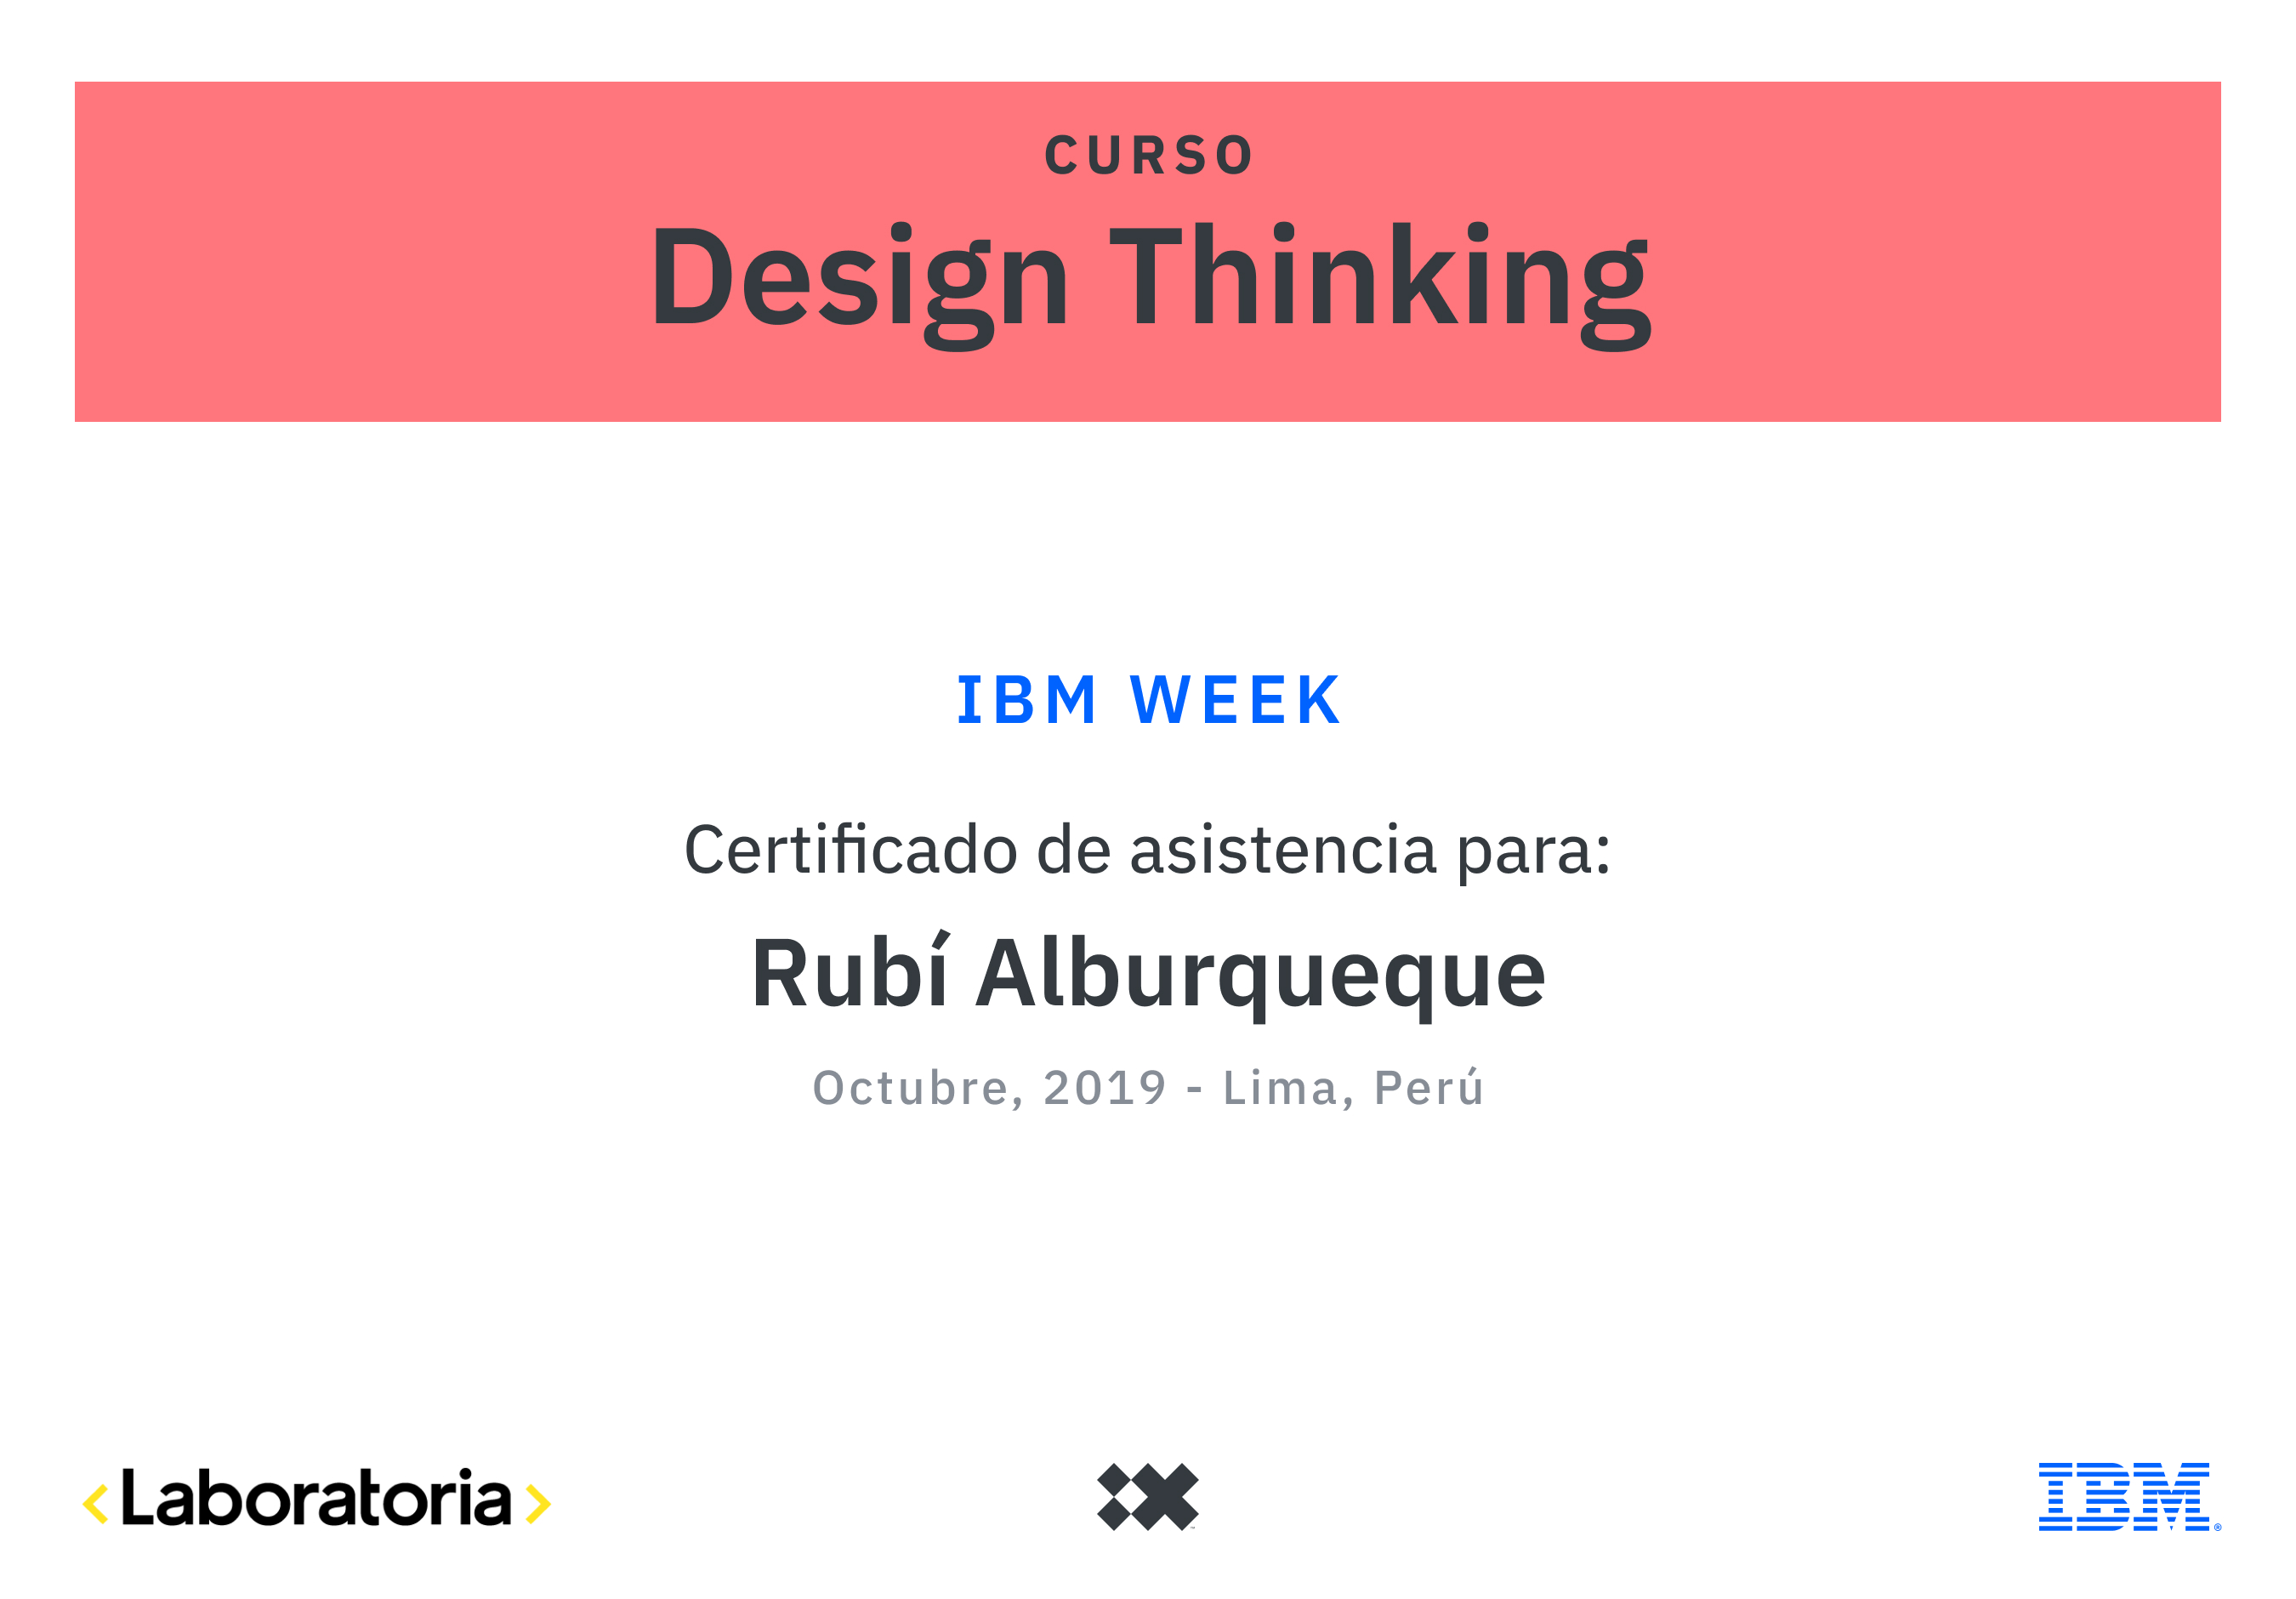 CURSO
Design Thinking
IBM WEEK
Certificado de asistencia para:
Rubí Alburqueque
Octubre, 2019 - Lima, Perú
<Laboratoria>
IBM®